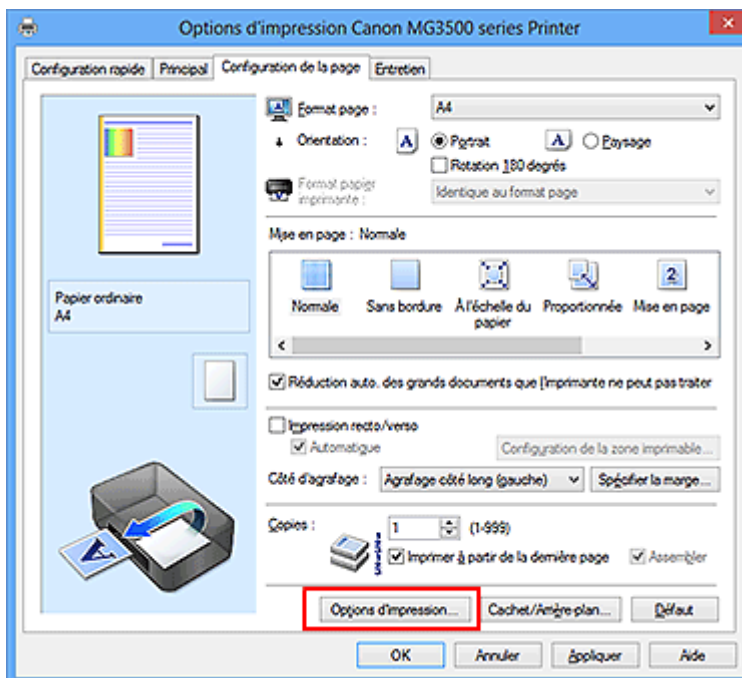 Options d'impression Canon MG3500 series Printer
Configuration rapide Principal Configuration de la page Entretien
Format page : A4
Orientation : A Portrait A Paysage
Rotation 180 degrés
Format papier imprimante : Identique au format page
Mise en page : Normale
2
Normale Sans bordure À l'échelle du papier Proportionnée Mise en page
Papier ordinaire
A4
Réduction auto. des grands documents que l'imprimante ne peut pas traiter
Impression recto/verso
Automatique Configuration de la zone imprimable...
Côté d'agrafage : Agrafage côté long (gauche) Spécifier la marge...
Copies : 1 (1-999)
Imprimer à partir de la dernière page Assembler
Options d'impression... Cachet/Arrière-plan... Défaut
OK Annuler Appliquer Aide